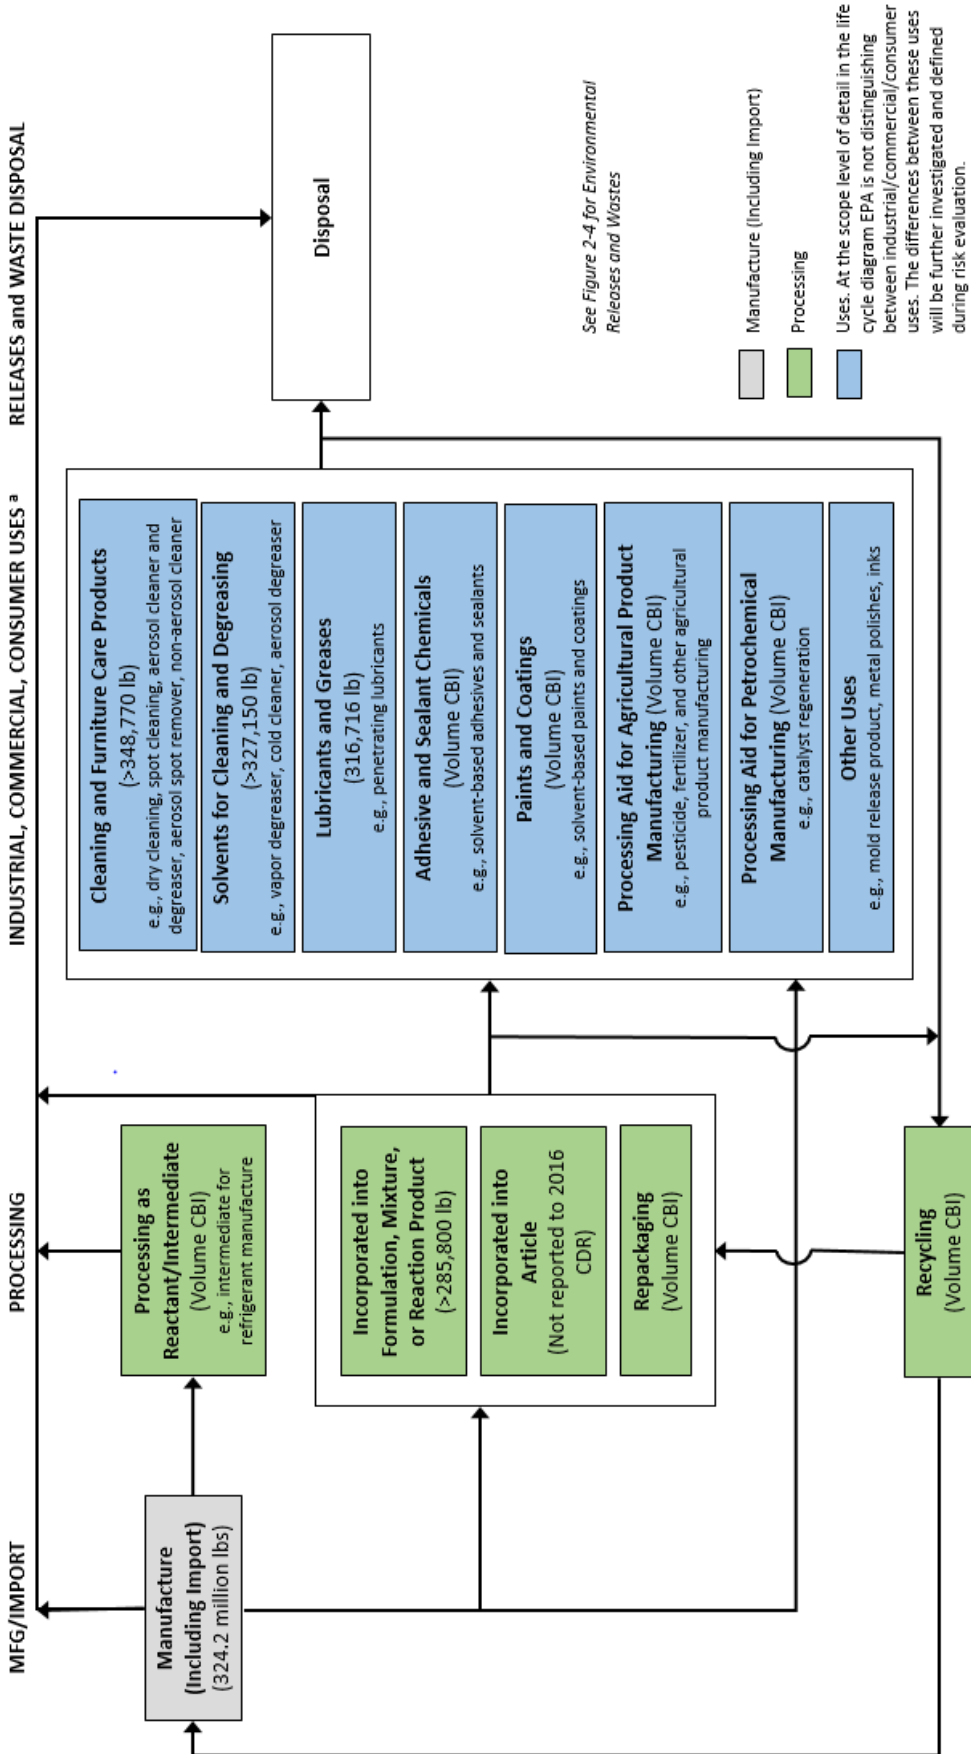 MFG/IMPORT
PROCESSING
INDUSTRIAL, COMMERCIAL, CONSUMER USES ᵃ
RELEASES and WASTE DISPOSAL
Manufacture
(Including Import)
(324.2 million lbs)
Processing as
Reactant/Intermediate
(Volume CBI)
e.g., intermediate for
refrigerant manufacture
Incorporated into
Formulation, Mixture,
or Reaction Product
(>285,800 lb)
Incorporated into
Article
(Not reported to 2016
CDR)
Repackaging
(Volume CBI)
Recycling
(Volume CBI)
Cleaning and Furniture Care Products
(>348,770 lb)
e.g., dry cleaning, spot cleaning, aerosol cleaner and
degreaser, aerosol spot remover, non-aerosol cleaner
Solvents for Cleaning and Degreasing
(>327,150 lb)
e.g., vapor degreaser, cold cleaner, aerosol degreaser
Lubricants and Greases
(316,716 lb)
e.g., penetrating lubricants
Adhesive and Sealant Chemicals
(Volume CBI)
e.g., solvent-based adhesives and sealants
Paints and Coatings
(Volume CBI)
e.g., solvent-based paints and coatings
Processing Aid for Agricultural Product
Manufacturing (Volume CBI)
e.g., pesticide, fertilizer, and other agricultural
product manufacturing
Processing Aid for Petrochemical
Manufacturing (Volume CBI)
e.g., catalyst regeneration
Other Uses
e.g., mold release product, metal polishes, inks
Disposal
See Figure 2-4 for Environmental
Releases and Wastes
Manufacture (Including Import)
Processing
Uses. At the scope level of detail in the life
cycle diagram EPA is not distinguishing
between industrial/commercial/consumer
uses. The differences between these uses
will be further investigated and defined
during risk evaluation.